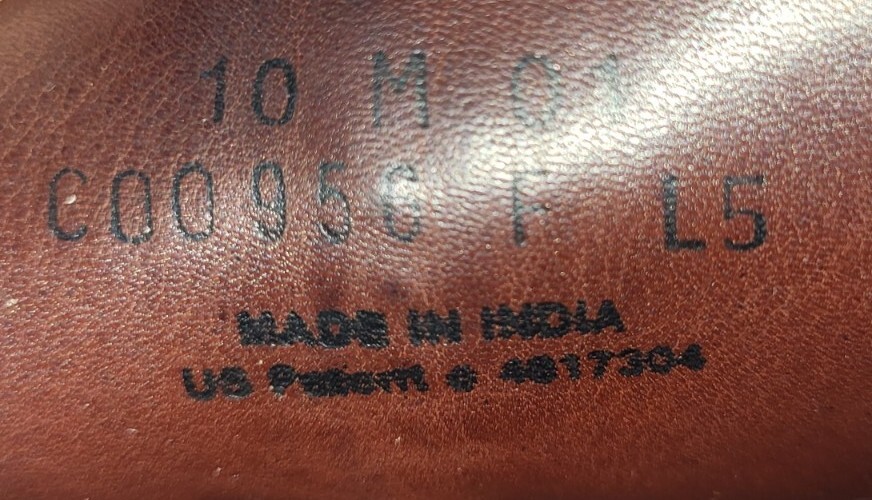 10 M 01
C00956 F L5
MADE IN INDIA
US Patent # 4817304